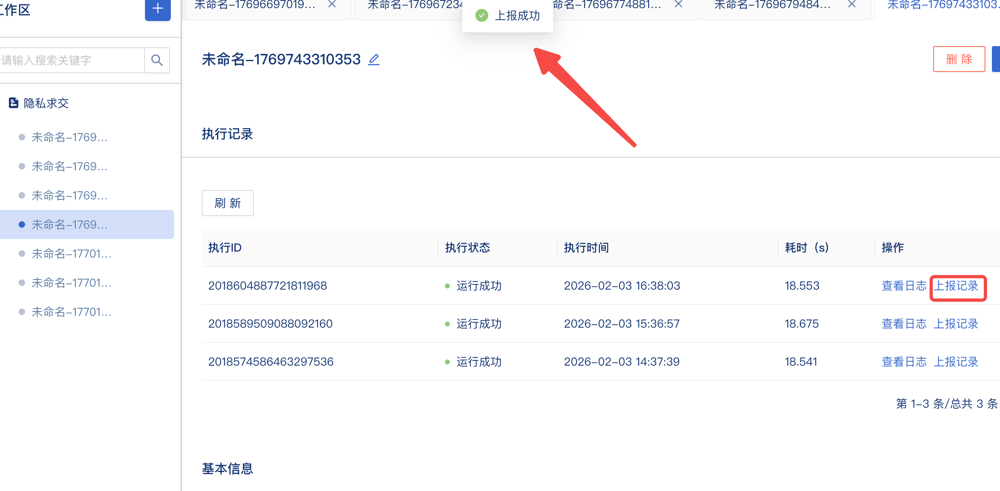 工作区
未命名-17696697019...
未命名-176967234
上报成功
命名-17696774881...
未命名-1769679484...
未命名-17697433103.
请输入搜索关键字
未命名-1769743310353
删 除
隐私求交
未命名-1769...
未命名-1769...
未命名-1769...
未命名-1769...
未命名-17701...
未命名-17701...
未命名-17701...
执行记录
刷 新
执行ID 执行状态 执行时间 耗时（s） 操作
2018604887721811968 运行成功 2026-02-03 16:38:03 18.553 查看日志 上报记录
2018589509088092160 运行成功 2026-02-03 15:36:57 18.675 查看日志 上报记录
2018574586463297536 运行成功 2026-02-03 14:37:39 18.541 查看日志 上报记录
第 1-3 条/总共 3 条
基本信息